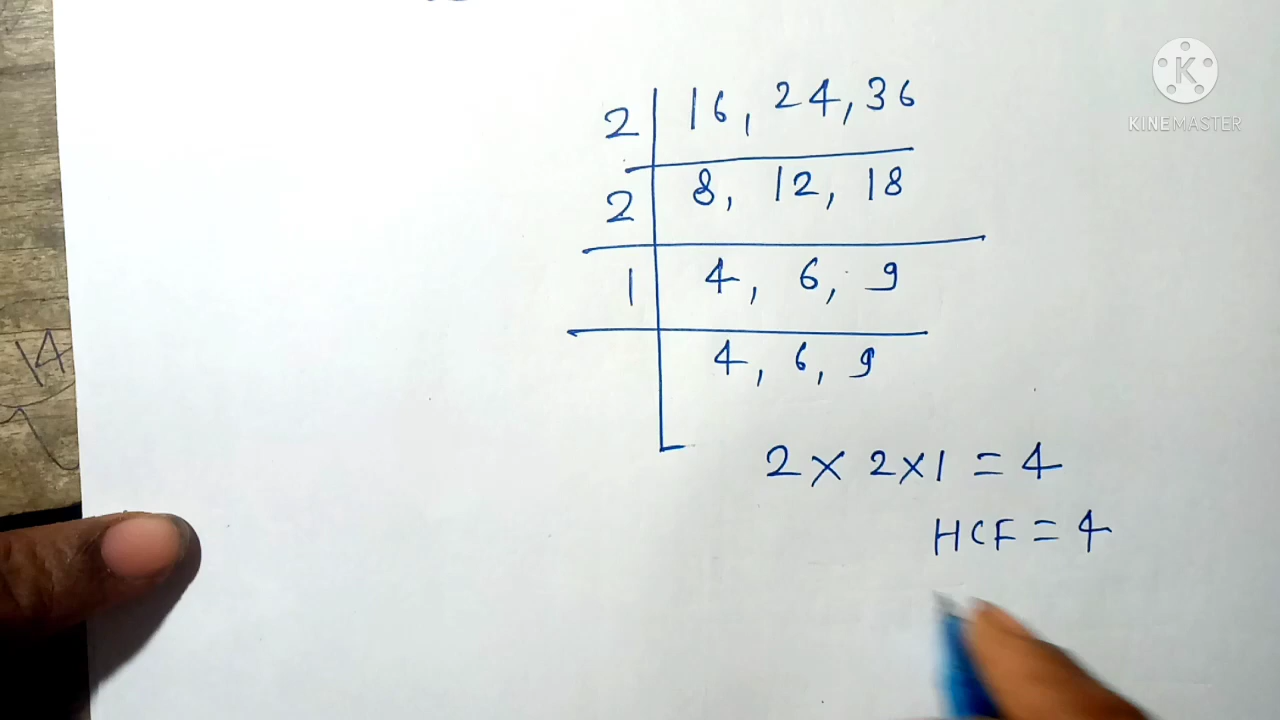 KINEMASTER
2 16, 24, 36
2 8, 12, 18
1 4, 6, 9
4, 6, 9
14
2 × 2 × 1 = 4
HCF = 4